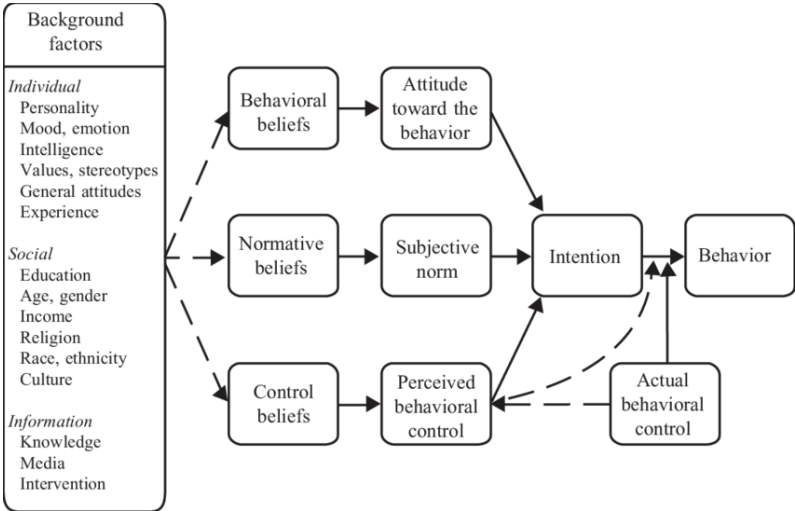 Background
factors
Individual
Personality
Mood, emotion
Intelligence
Values, stereotypes
General attitudes
Experience
Social
Education
Age, gender
Income
Religion
Race, ethnicity
Culture
Information
Knowledge
Media
Intervention
Behavioral
beliefs
Attitude
toward the
behavior
Normative
beliefs
Subjective
norm
Intention
Behavior
Control
beliefs
Perceived
behavioral
control
Actual
behavioral
control